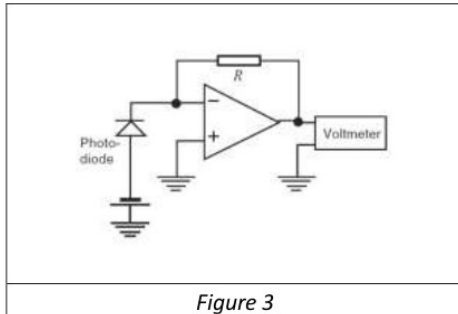 R
−
+
Photo-
diode
Voltmeter
Figure 3